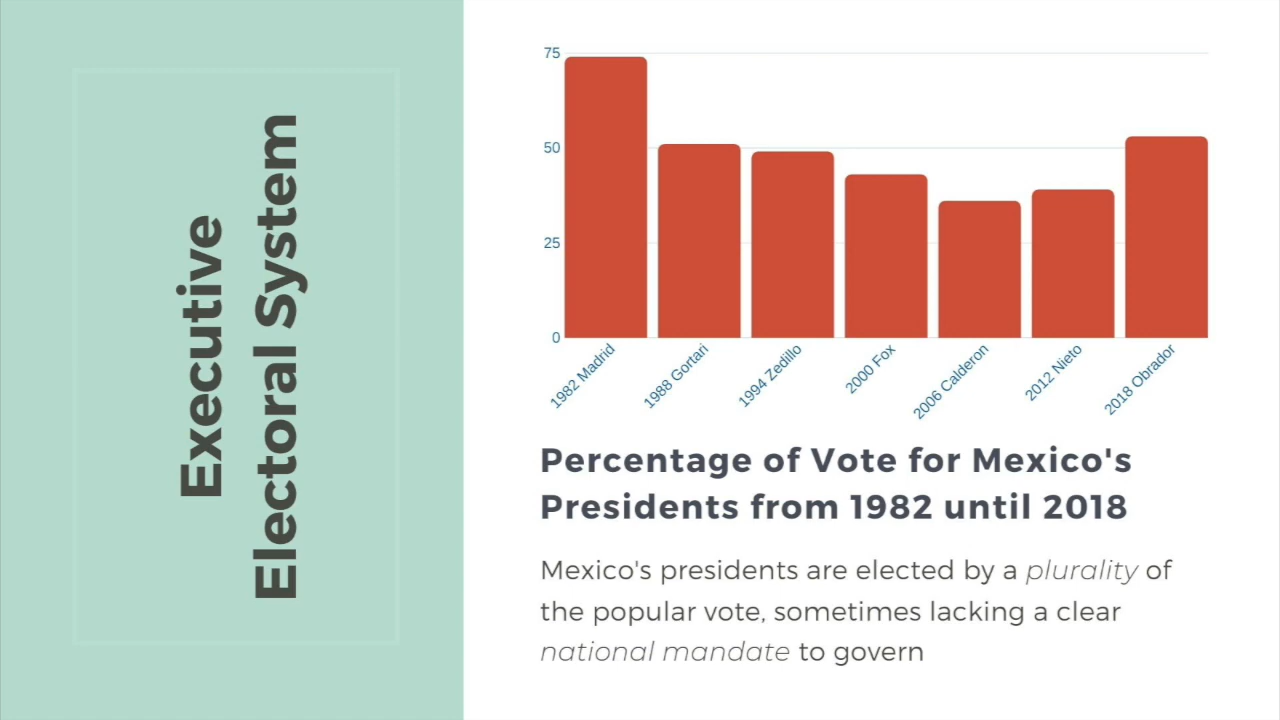 Executive
Electoral System
75
50
25
0
1982 Madrid
1988 Gortari
1994 Zedillo
2000 Fox
2006 Calderon
2012 Nieto
2018 Obrador
Percentage of Vote for Mexico's
Presidents from 1982 until 2018
Mexico's presidents are elected by a plurality of
the popular vote, sometimes lacking a clear
national mandate to govern